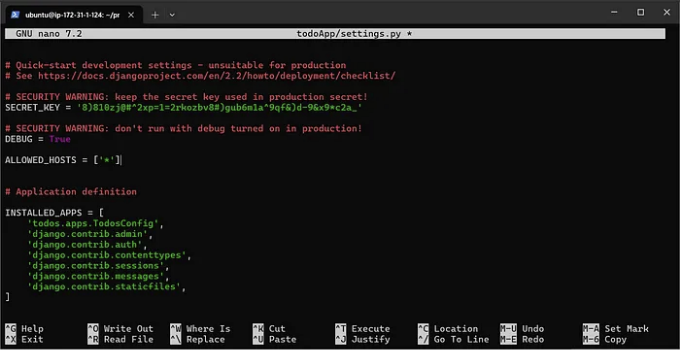 ubuntu@ip-172-31-1-124: ~/pr
GNU nano 7.2 todoApp/settings.py *
# Quick-start development settings - unsuitable for production
# See https://docs.djangoproject.com/en/2.2/howto/deployment/checklist/
# SECURITY WARNING: keep the secret key used in production secret!
SECRET_KEY = '8)810zj@#^2xp=1=2rkozbv8#)gub6m1a^9qf&)d-9&x9*c2a_'
# SECURITY WARNING: don't run with debug turned on in production!
DEBUG = True
ALLOWED_HOSTS = ['*']
# Application definition
INSTALLED_APPS = [
    'todos.apps.TodosConfig',
    'django.contrib.admin',
    'django.contrib.auth',
    'django.contrib.contenttypes',
    'django.contrib.sessions',
    'django.contrib.messages',
    'django.contrib.staticfiles',
]
^G Help ^O Write Out ^W Where Is ^K Cut ^T Execute ^C Location M-U Undo M-A Set Mark
^X Exit ^R Read File ^\ Replace ^U Paste ^J Justify ^/ Go To Line M-E Redo M-6 Copy